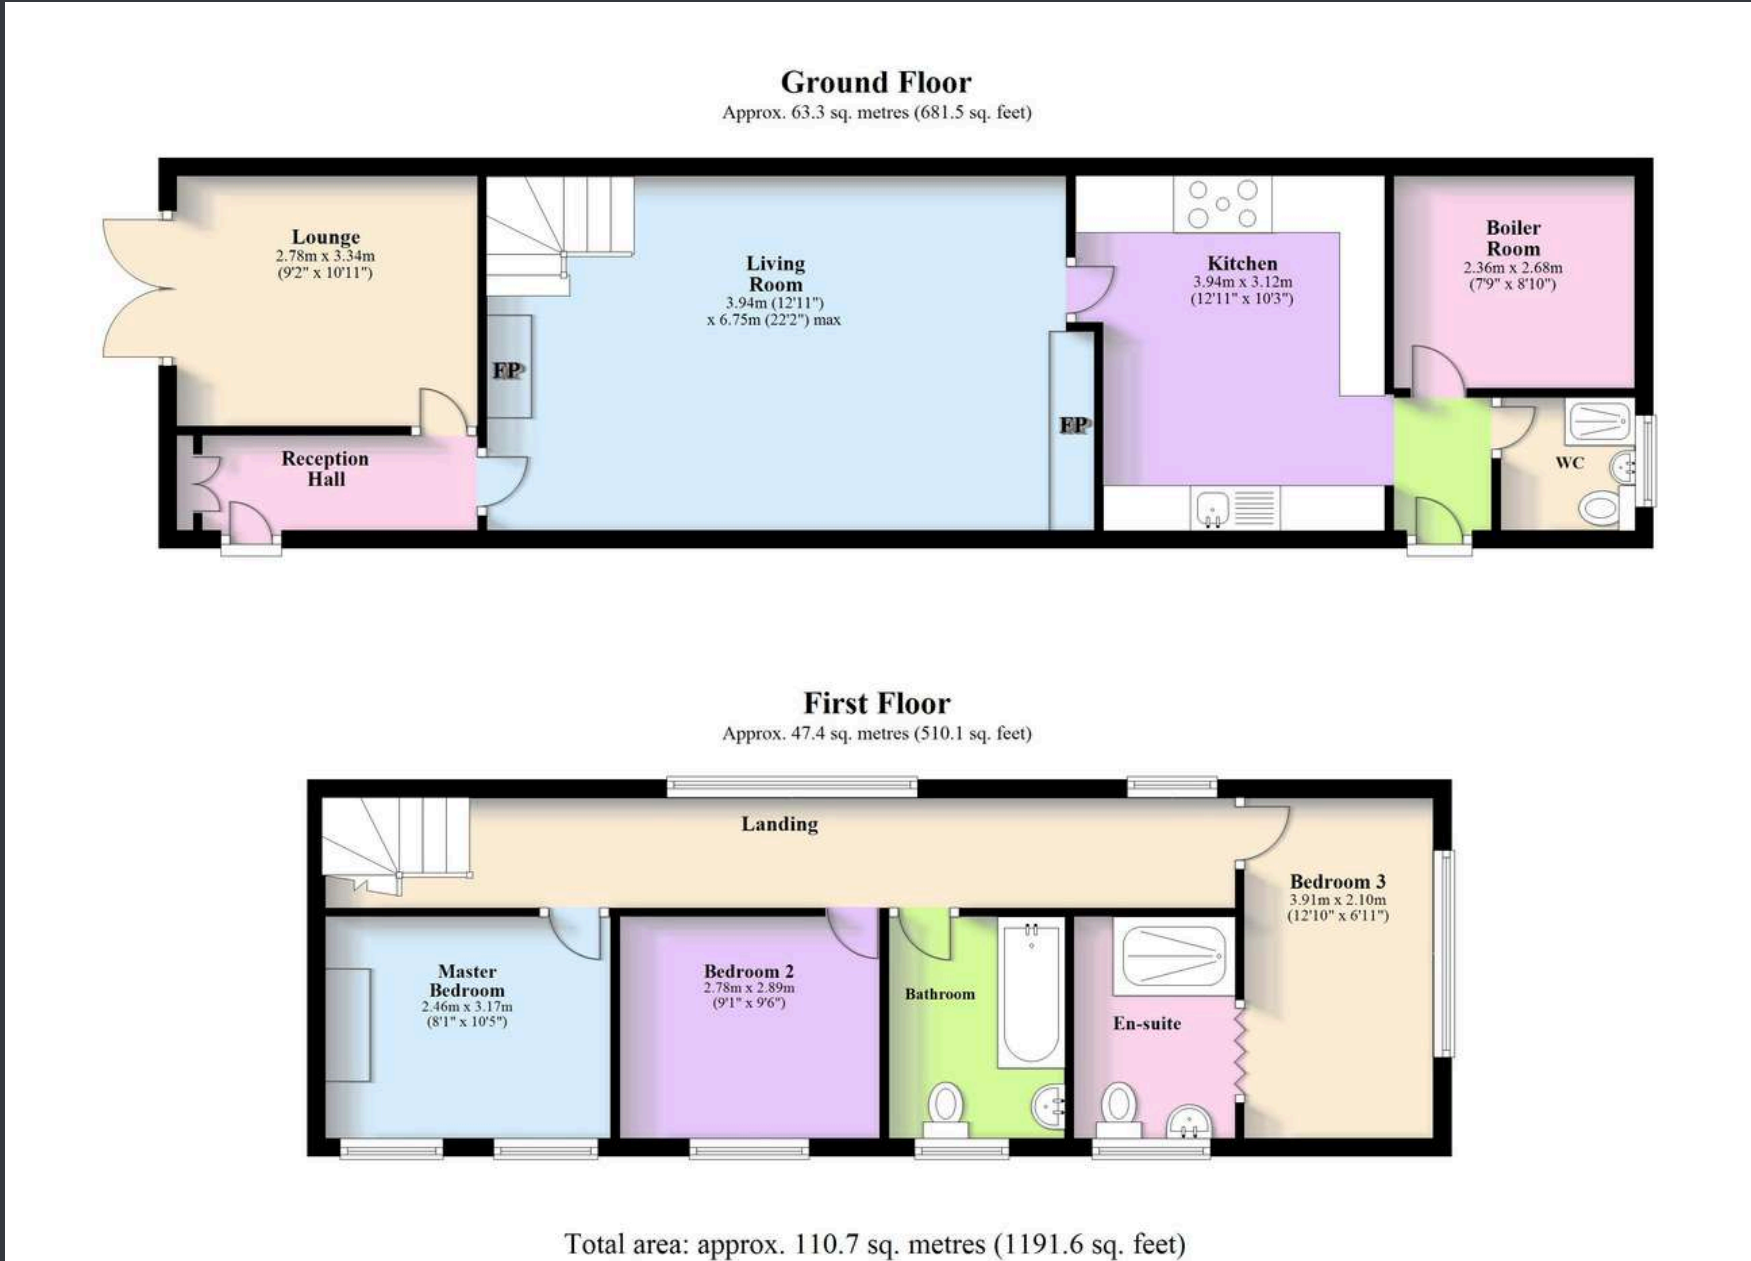 Ground Floor
Approx. 63.3 sq. metres (681.5 sq. feet)
Lounge
2.78m x 3.34m
(9'2" x 10'11")
Living
Room
3.94m (12'11")
x 6.75m (22'2") max
Kitchen
3.94m x 3.12m
(12'11" x 10'3")
Boiler
Room
2.36m x 2.68m
(7'9" x 8'10")
FP
FP
Reception
Hall
WC
First Floor
Approx. 47.4 sq. metres (510.1 sq. feet)
Landing
Bedroom 3
3.91m x 2.10m
(12'10" x 6'11")
Master
Bedroom
2.46m x 3.17m
(8'1" x 10'5")
Bedroom 2
2.78m x 2.89m
(9'1" x 9'6")
Bathroom
En-suite
Total area: approx. 110.7 sq. metres (1191.6 sq. feet)